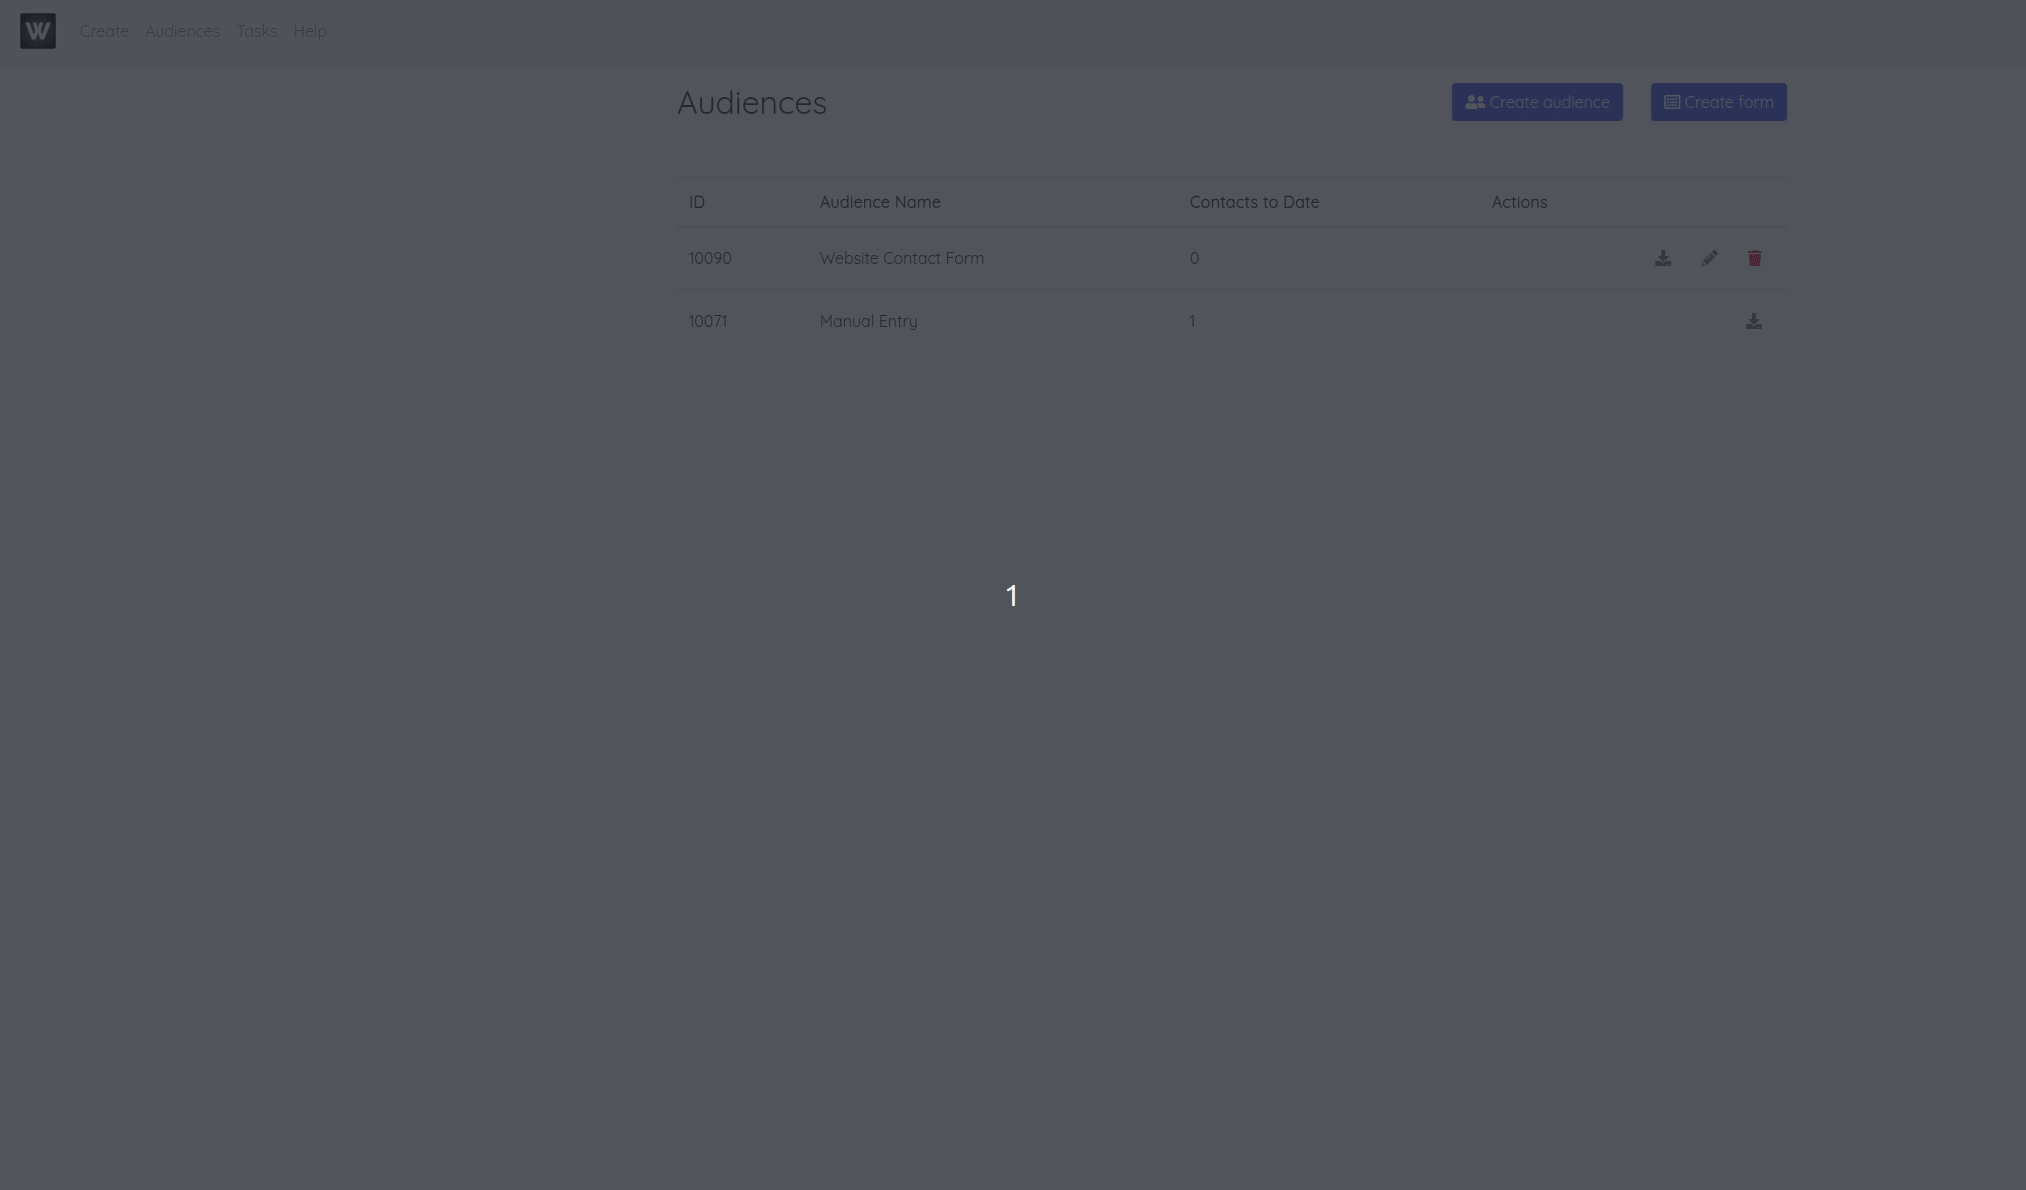 W Create Audiences Tasks Help
Audiences Create audience Create form
ID Audience Name Contacts to Date Actions
10090 Website Contact Form 0
10071 Manual Entry 1
1